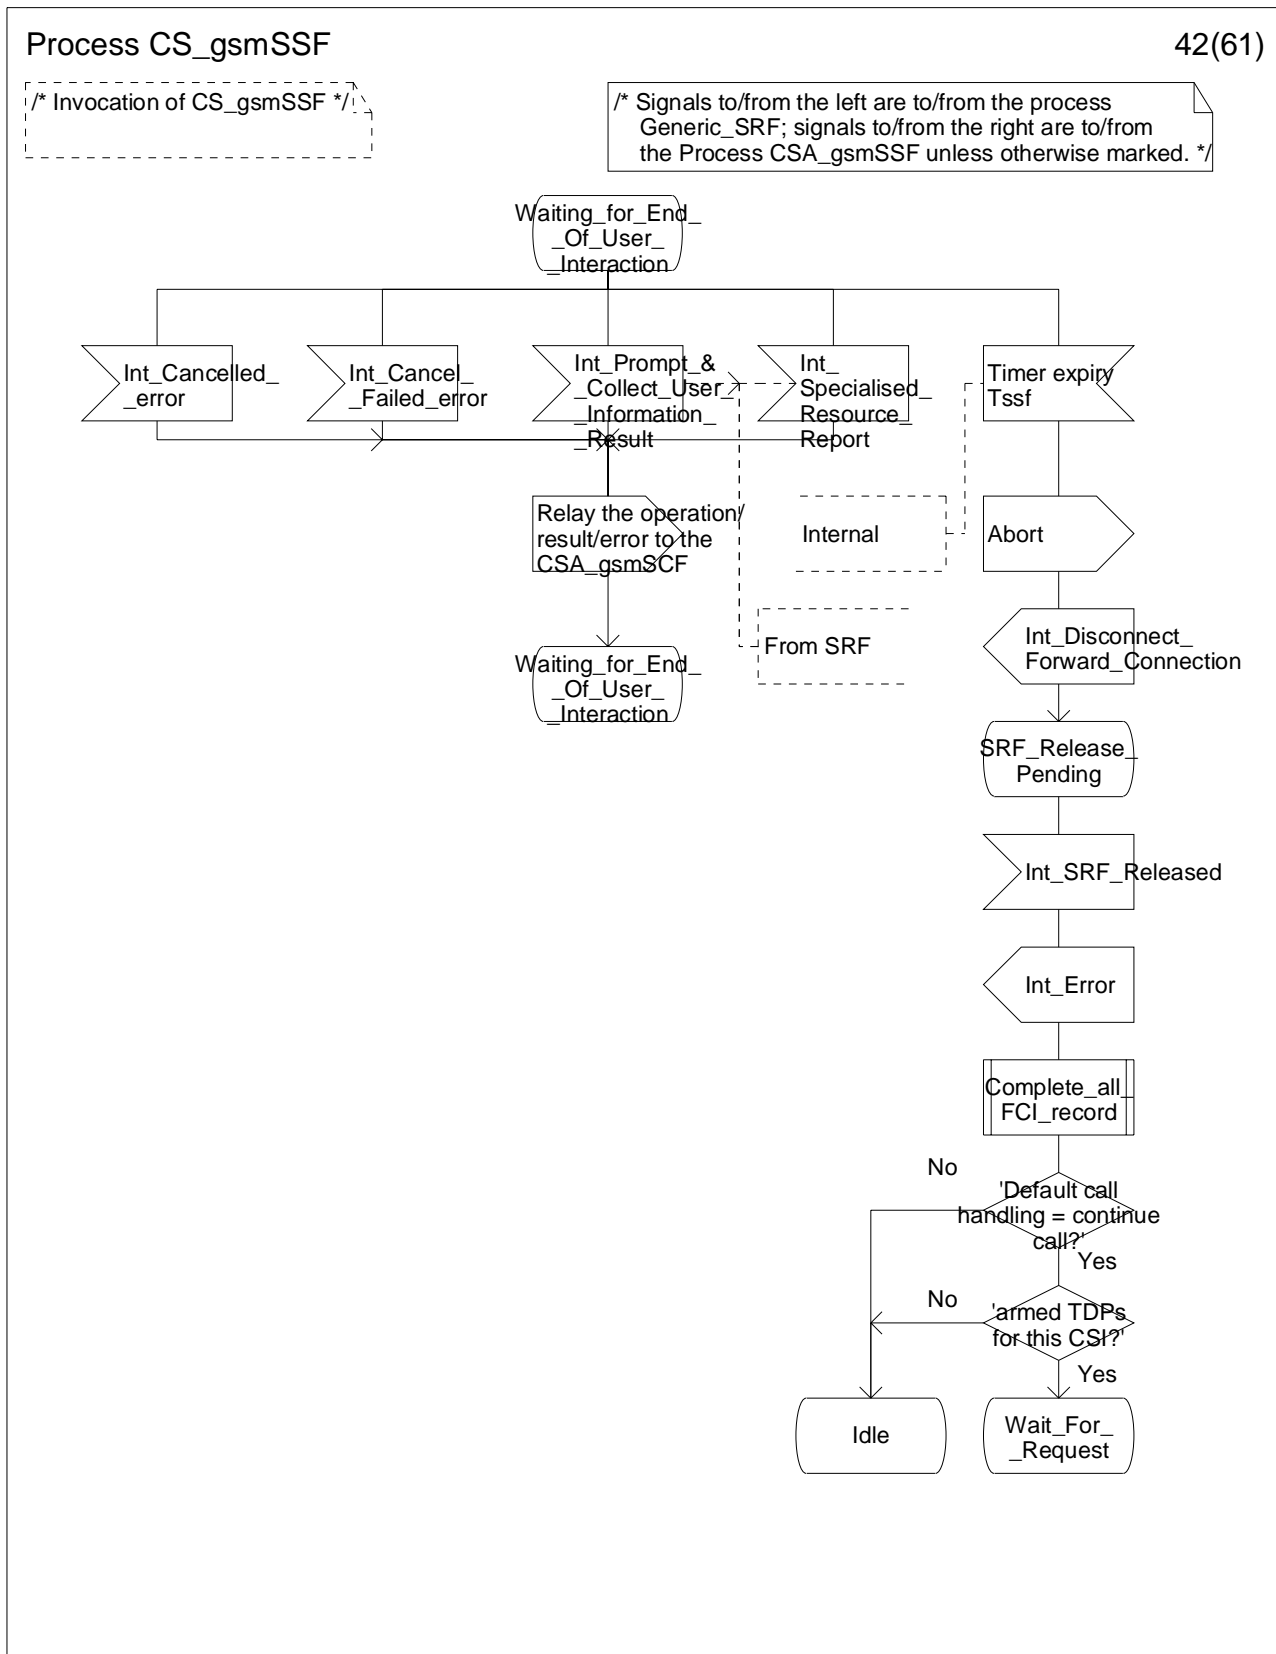 Process CS_gsmSSF
42(61)
/* Invocation of CS_gsmSSF */
/* Signals to/from the left are to/from the process
Generic_SRF; signals to/from the right are to/from
the Process CSA_gsmSSF unless otherwise marked. */
Waiting_for_End_
_Of_User_
_Interaction
Int_Cancelled_
_error
Int_Cancel_
_Failed_error
Int_Prompt_&
_Collect_User_
_Information_
_Result
Int_
Specialised_
Resource_
Report
Timer expiry
Tssf
Relay the operation/
result/error to the
CSA_gsmSCF
Internal
Abort
From SRF
Int_Disconnect_
Forward_Connection
Waiting_for_End_
_Of_User_
_Interaction
SRF_Release_
Pending
Int_SRF_Released
Int_Error
Complete_all_
FCI_record
No
'Default call
handling = continue
call?'
Yes
No
'armed TDPs
for this CSI?'
Yes
Idle
Wait_For_
_Request